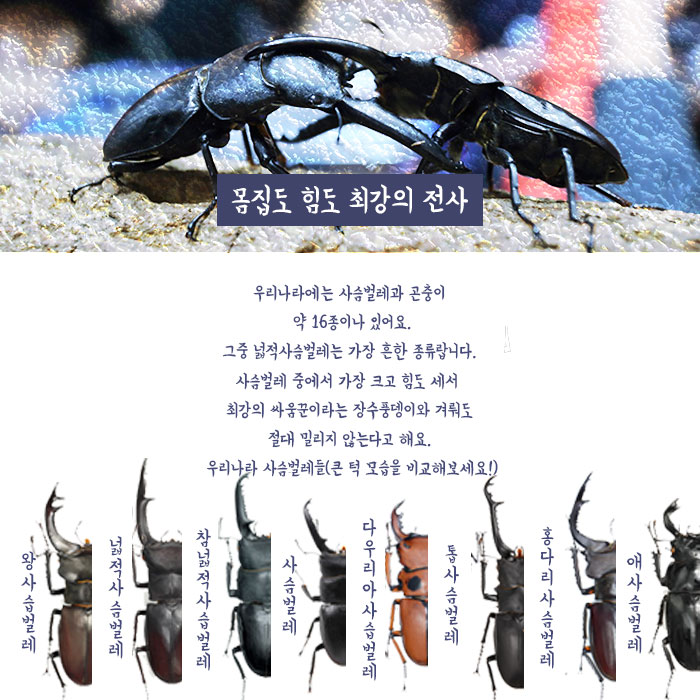 몸집도 힘도 최강의 전사
우리나라에는 사슴벌레과 곤충이
약 16종이나 있어요.
그중 넓적사슴벌레는 가장 흔한 종류랍니다.
사슴벌레 중에서 가장 크고 힘도 세서
최강의 싸움꾼이라는 장수풍뎅이와 겨뤄도
절대 밀리지 않는다고 해요.
우리나라 사슴벌레들(큰 턱 모습을 비교해보세요!)
왕사슴벌레
넓적사슴벌레
참넓적사습벌레
사슴벌레
다우리아사습벌레
톱사슴벌레
홍다리사슴벌레
애사슴벌레